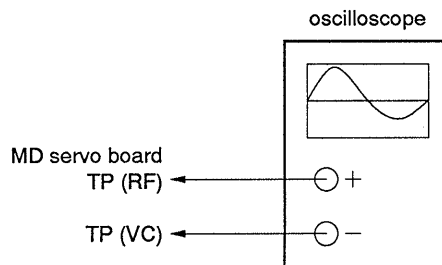 oscilloscope
MD servo board
TP (RF)
+
TP (VC)
–